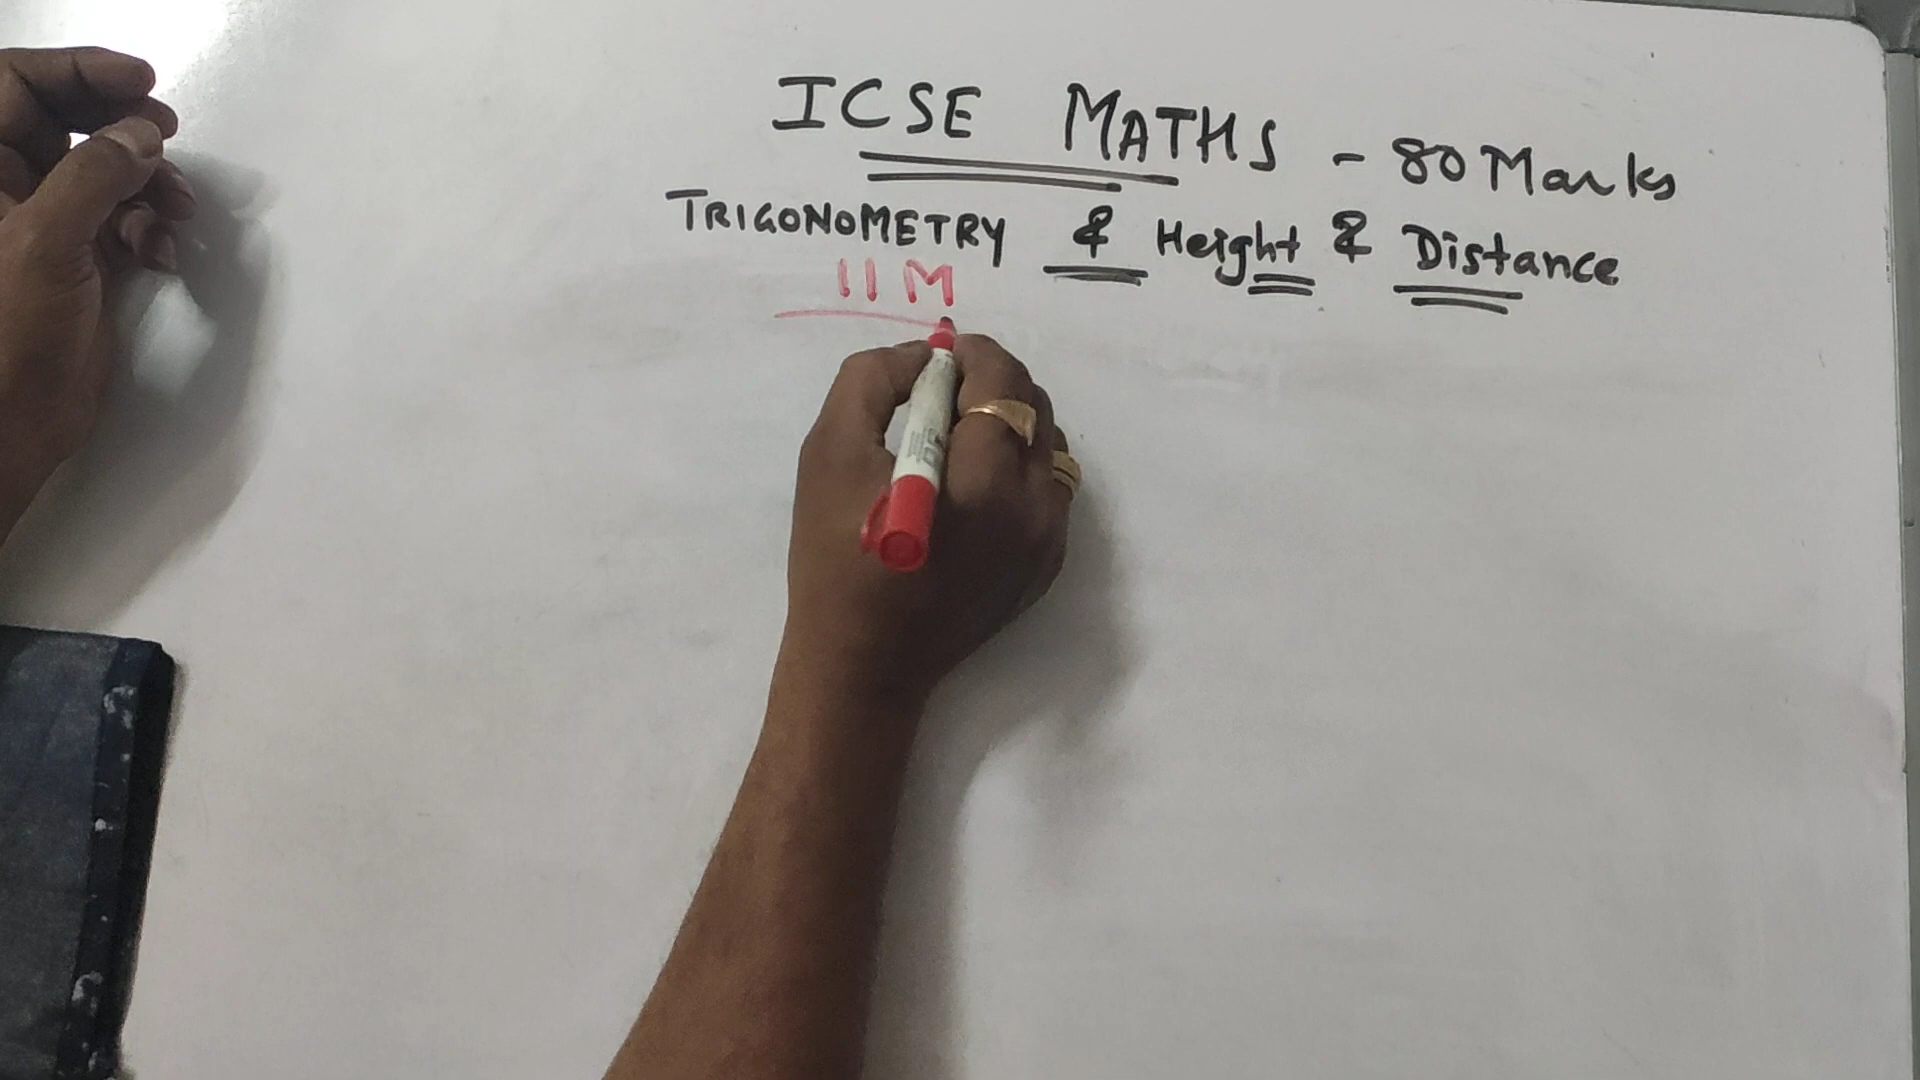 ICSE MATHS - 80 Marks
TRIGONOMETRY & Height & Distance
11 M